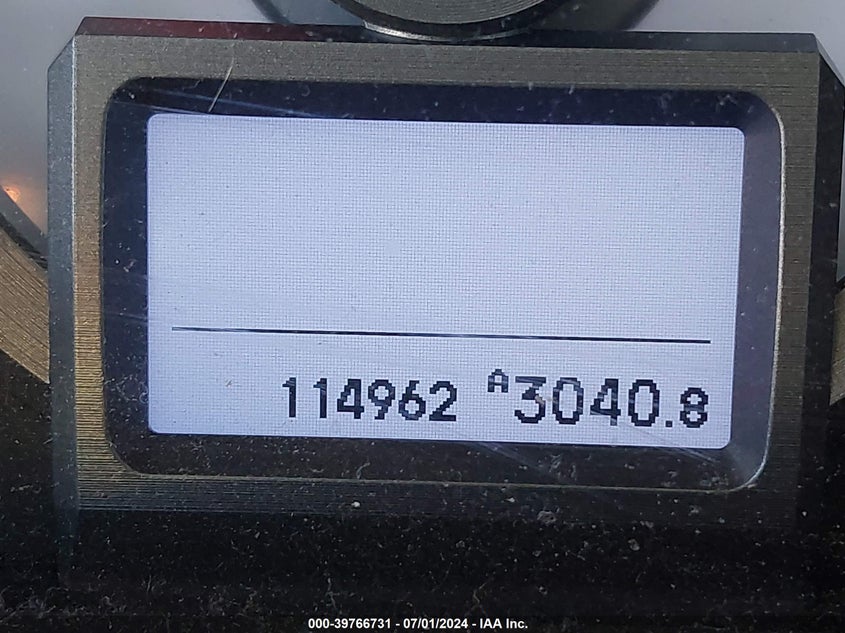 114962 A3040.8
000-39766731 - 07/01/2024 - IAA Inc.